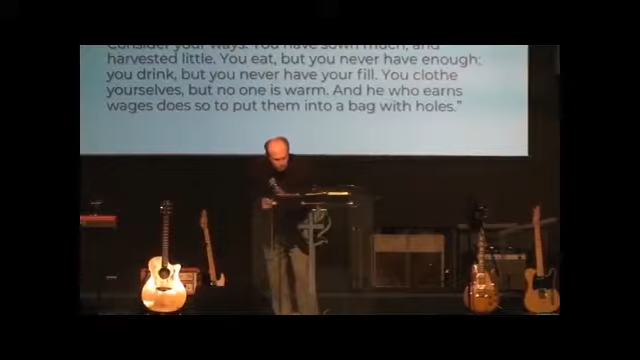 Consider your ways. You have sown much, and
harvested little. You eat, but you never have enough;
you drink, but you never have your fill. You clothe
yourselves, but no one is warm. And he who earns
wages does so to put them into a bag with holes.”